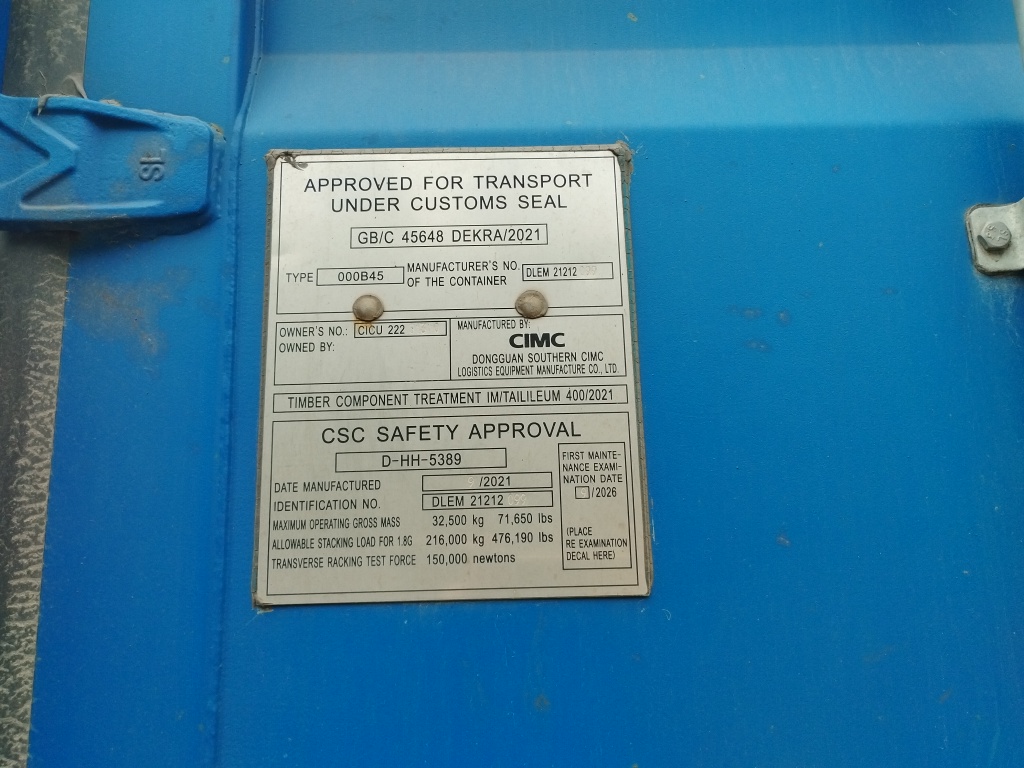 APPROVED FOR TRANSPORT
UNDER CUSTOMS SEAL
GB/C 45648 DEKRA/2021
TYPE 000B45 MANUFACTURER'S NO. OF THE CONTAINER DLEM 21212
OWNER'S NO.: CICU 222
OWNED BY:
MANUFACTURED BY:
CIMC
DONGGUAN SOUTHERN CIMC
LOGISTICS EQUIPMENT MANUFACTURE CO., LTD.
TIMBER COMPONENT TREATMENT IM/TAILILEUM 400/2021
CSC SAFETY APPROVAL
D-HH-5389
DATE MANUFACTURED /2021
IDENTIFICATION NO. DLEM 21212
MAXIMUM OPERATING GROSS MASS 32,500 kg 71,650 lbs
ALLOWABLE STACKING LOAD FOR 1.8G 216,000 kg 476,190 lbs
TRANSVERSE RACKING TEST FORCE 150,000 newtons
FIRST MAINTE-
NANCE EXAMI-
NATION DATE
/2026
(PLACE
RE EXAMINATION
DECAL HERE)